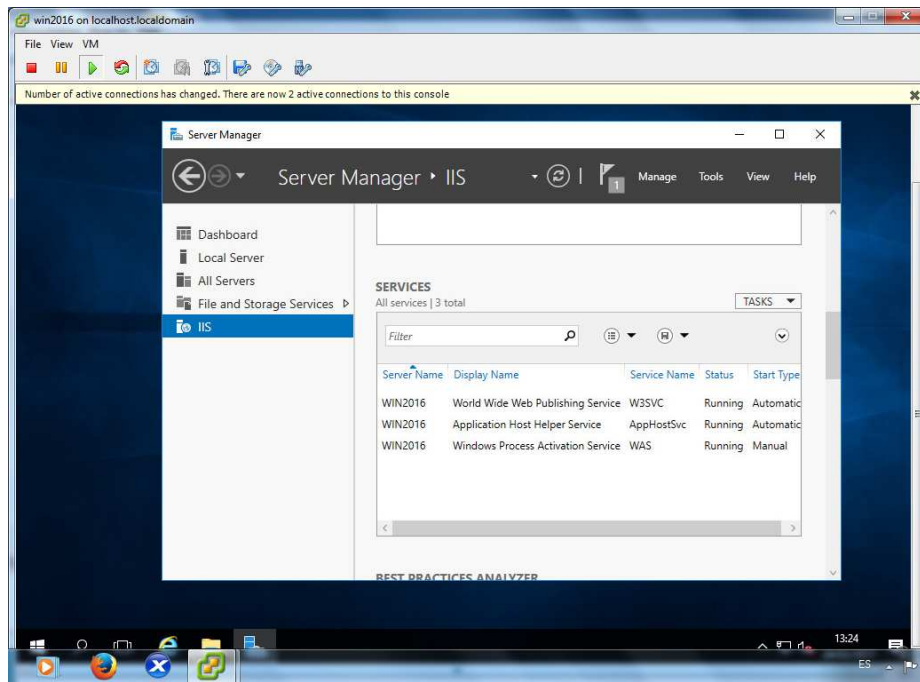 win2016 on localhost.localdomain
File View VM
Number of active connections has changed. There are now 2 active connections to this console
Server Manager
Server Manager ‣ IIS
1
Manage Tools View Help
Dashboard
Local Server
All Servers
File and Storage Services
IIS
SERVICES
All services | 3 total
TASKS
Filter
Server Name Display Name Service Name Status Start Type
WIN2016 World Wide Web Publishing Service W3SVC Running Automatic
WIN2016 Application Host Helper Service AppHostSvc Running Automatic
WIN2016 Windows Process Activation Service WAS Running Manual
BEST PRACTICES ANALYZER
13:24
ES